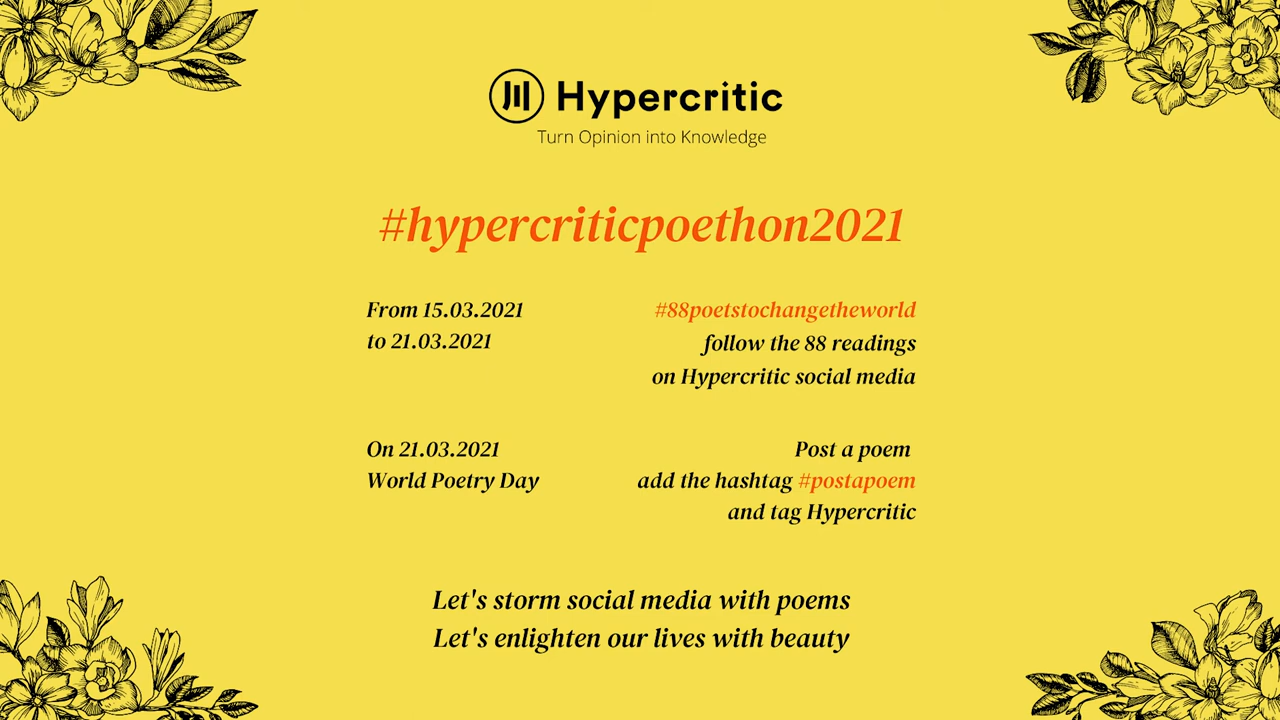 Hypercritic
Turn Opinion into Knowledge
#hypercriticpoethon2021
From 15.03.2021
to 21.03.2021
#88poetstochangetheworld
follow the 88 readings
on Hypercritic social media
On 21.03.2021
World Poetry Day
Post a poem
add the hashtag #postapoem
and tag Hypercritic
Let's storm social media with poems
Let's enlighten our lives with beauty